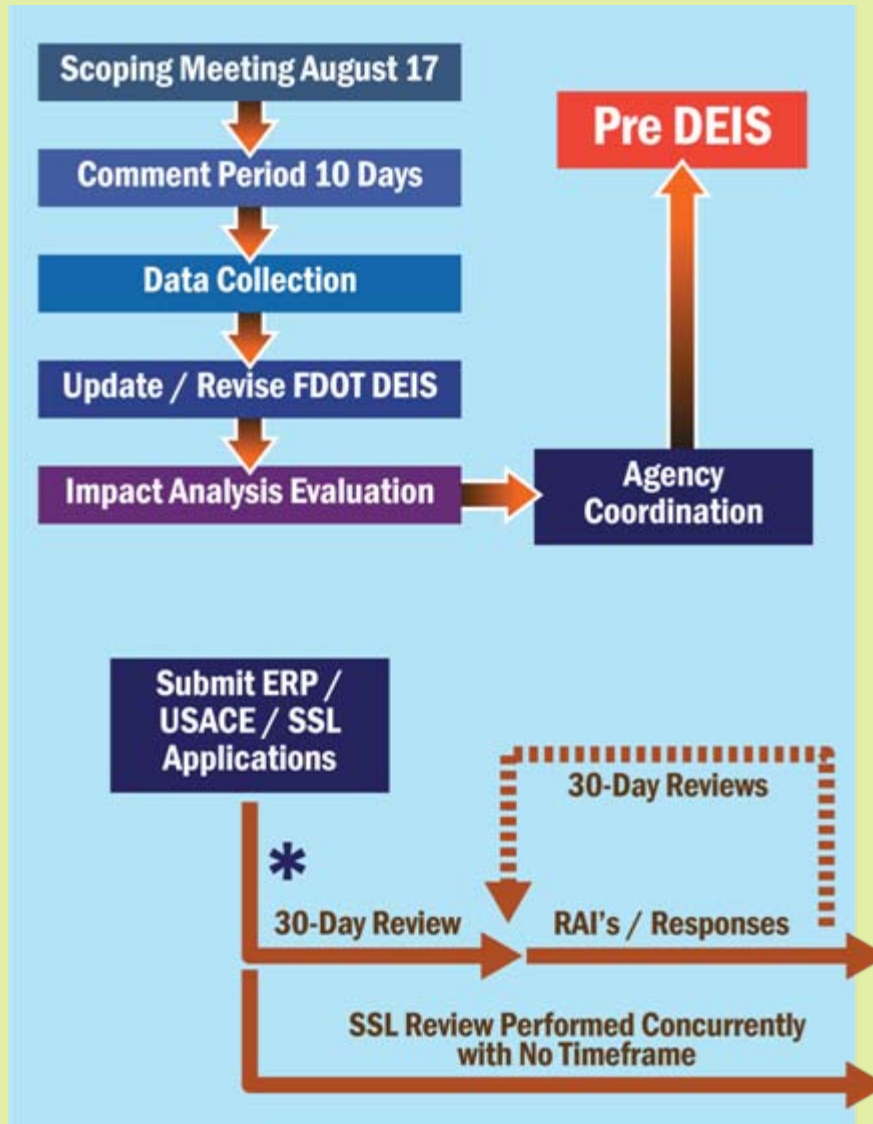 Scoping Meeting August 17
Comment Period 10 Days
Data Collection
Update / Revise FDOT DEIS
Impact Analysis Evaluation
Agency
Coordination
Pre DEIS
Submit ERP /
USACE / SSL
Applications
*
30-Day Reviews
30-Day Review
RAI's / Responses
SSL Review Performed Concurrently
with No Timeframe